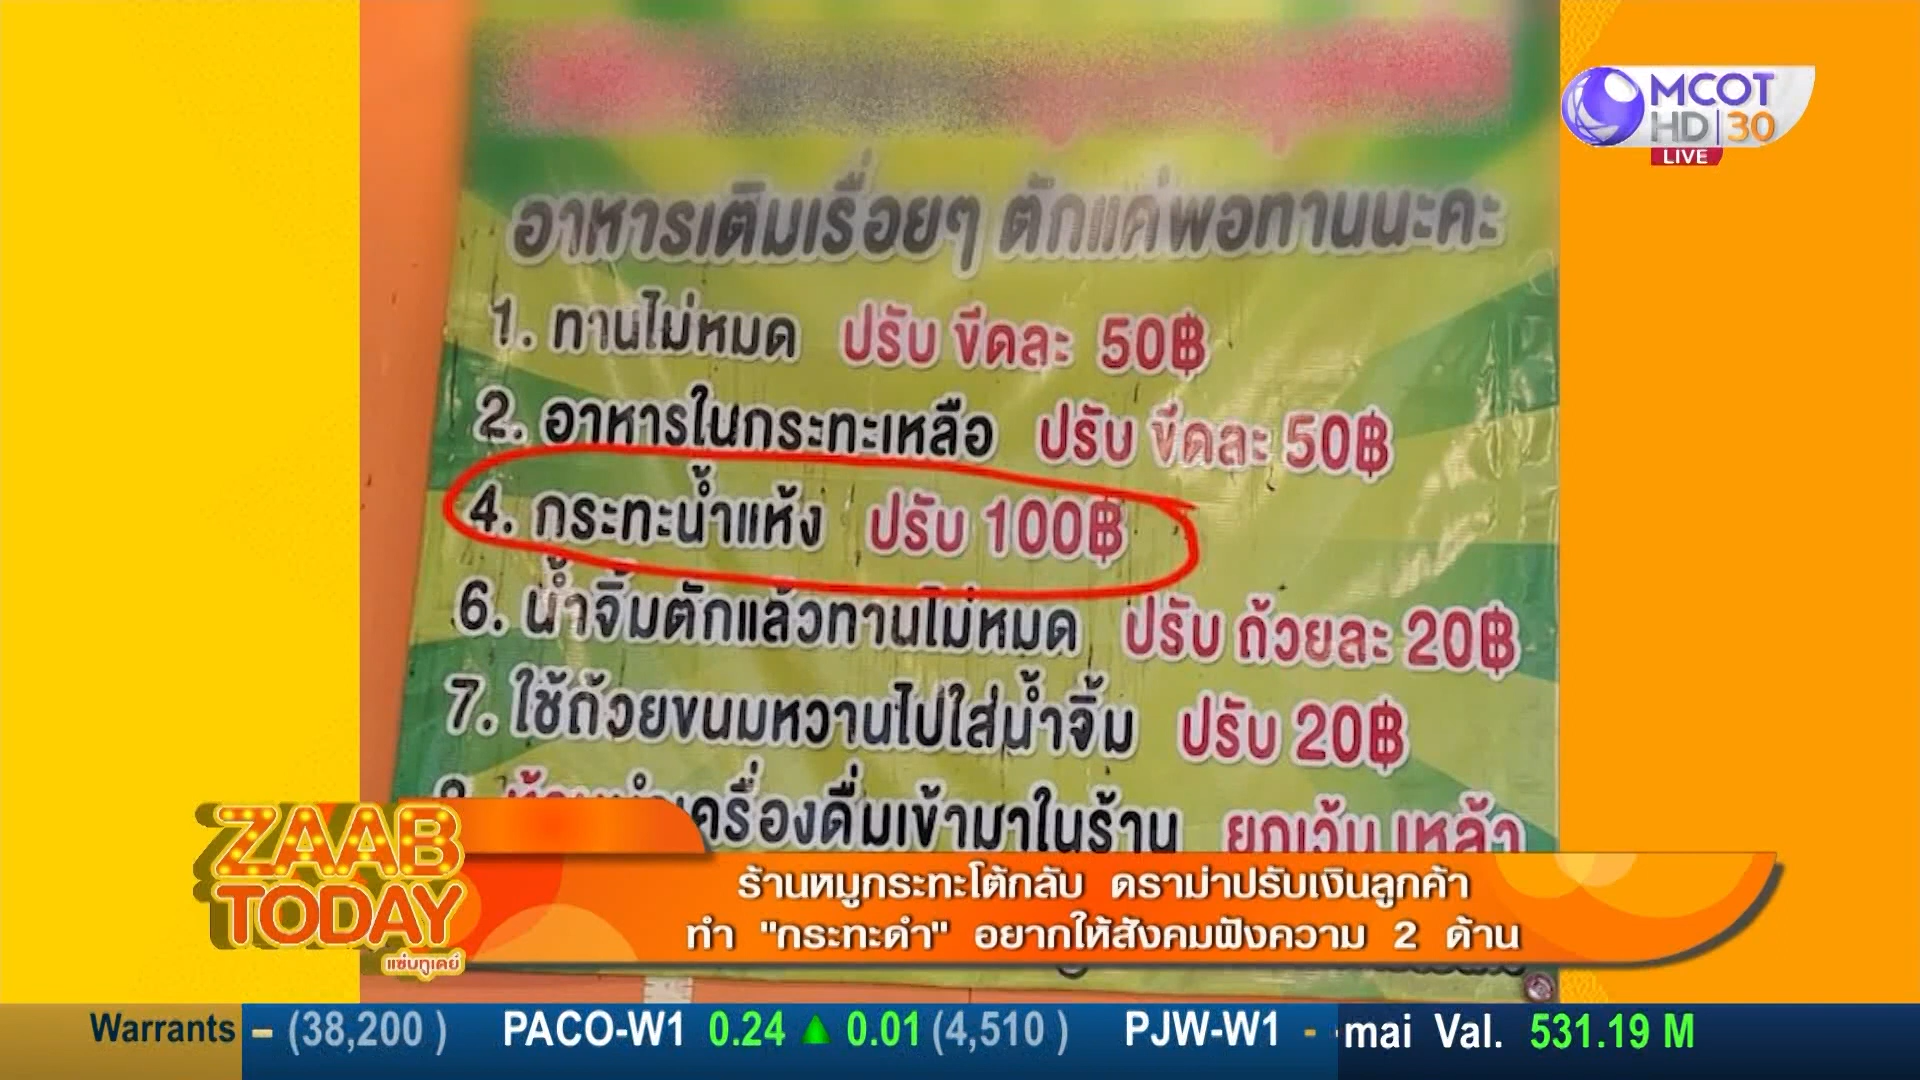 MCOT
HD 30
LIVE
อาหารเติมเรื่อยๆ ตักแค่พอทานนะคะ
1. ทานไม่หมด ปรับ ขีดละ 50฿
2. อาหารในกระทะเหลือ ปรับ ขีดละ 50฿
4. กระทะน้ำแห้ง ปรับ 100฿
6. น้ำจิ้มตักแล้วทานไม่หมด ปรับ ถ้วยละ 20฿
7. ใช้ถ้วยขนมหวานไปใส่น้ำจิ้ม ปรับ 20฿
เครื่องดื่มเข้ามาในร้าน ยกเว้น เหล้า
ZAAB
TODAY
แซ่บทูเดย์
ร้านหมูกระทะโต้กลับ ดราม่าปรับเงินลูกค้า
ทำ "กระทะดำ" อยากให้สังคมฟังความ 2 ด้าน
Warrants - (38,200 ) PACO-W1 0.24 ▲ 0.01 (4,510 ) PJW-W1 - mai Val. 531.19 M